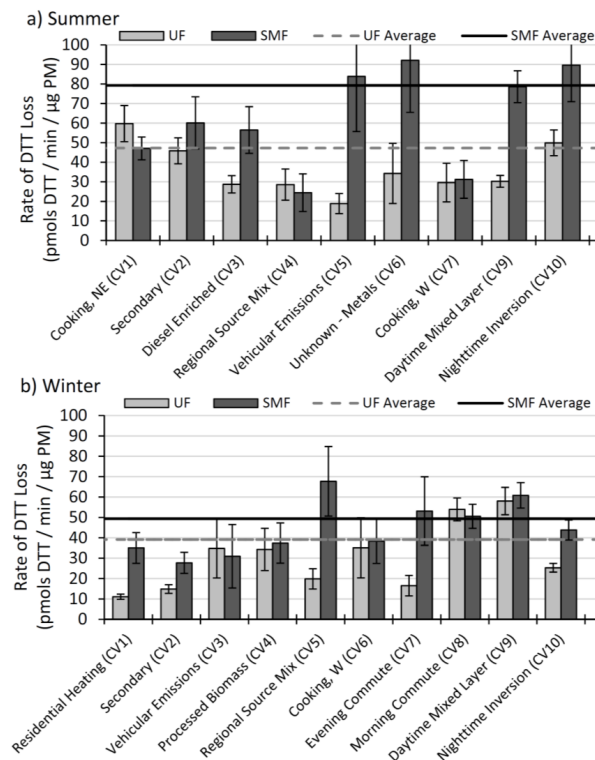 a) Summer
UF
SMF
UF Average
SMF Average
Rate of DTT Loss
(pmols DTT / min / µg PM)
100
90
80
70
60
50
40
30
20
10
0
Cooking, NE (CV1)
Secondary (CV2)
Diesel Enriched (CV3)
Regional Source Mix (CV4)
Vehicular Emissions (CV5)
Unknown - Metals (CV6)
Cooking, W (CV7)
Daytime Mixed Layer (CV9)
Nighttime Inversion (CV10)
b) Winter
UF
SMF
UF Average
SMF Average
Rate of DTT Loss
(pmols DTT / min / µg PM)
100
90
80
70
60
50
40
30
20
10
0
Residential Heating (CV1)
Secondary (CV2)
Vehicular Emissions (CV3)
Processed Biomass (CV4)
Regional Source Mix (CV5)
Cooking, W (CV6)
Evening Commute (CV7)
Morning Commute (CV8)
Daytime Mixed Layer (CV9)
Nighttime Inversion (CV10)